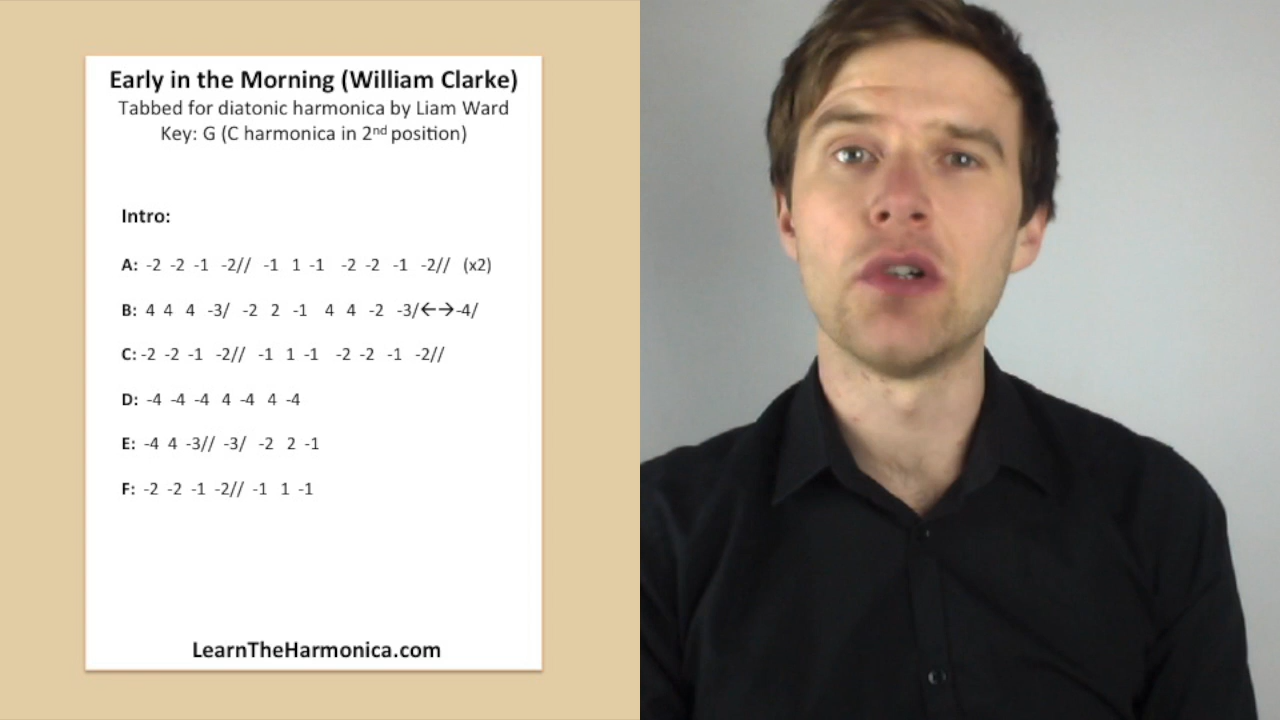 Early in the Morning (William Clarke)
Tabbed for diatonic harmonica by Liam Ward
Key: G (C harmonica in 2nd position)
Intro:
A: -2 -2 -1 -2// -1 1 -1 -2 -2 -1 -2// (x2)
B: 4 4 4 -3/ -2 2 -1 4 4 -2 -3/←→-4/
C: -2 -2 -1 -2// -1 1 -1 -2 -2 -1 -2//
D: -4 -4 -4 4 -4 4 -4
E: -4 4 -3// -3/ -2 2 -1
F: -2 -2 -1 -2// -1 1 -1
LearnTheHarmonica.com